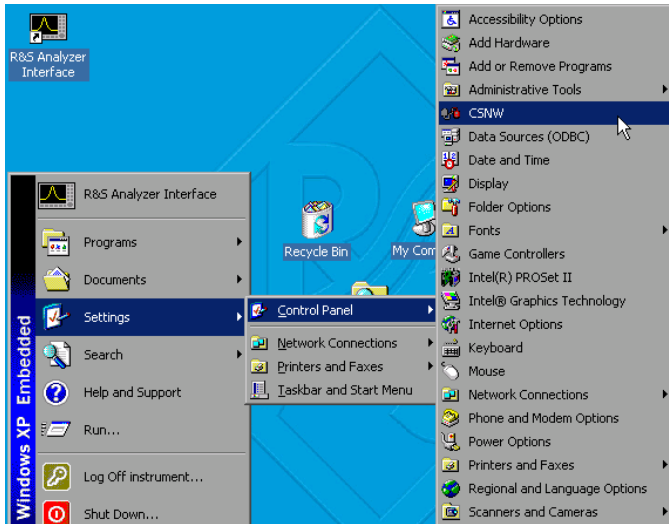 R&S Analyzer
Interface
Recycle Bin
My Com
Windows XP Embedded
R&S Analyzer Interface
Programs
Documents
Settings
Search
Help and Support
Run...
Log Off instrument...
Shut Down...
Control Panel
Network Connections
Printers and Faxes
Taskbar and Start Menu
Accessibility Options
Add Hardware
Add or Remove Programs
Administrative Tools
CSNW
Data Sources (ODBC)
Date and Time
Display
Folder Options
Fonts
Game Controllers
Intel(R) PROSet II
Intel® Graphics Technology
Internet Options
Keyboard
Mouse
Network Connections
Phone and Modem Options
Power Options
Printers and Faxes
Regional and Language Options
Scanners and Cameras